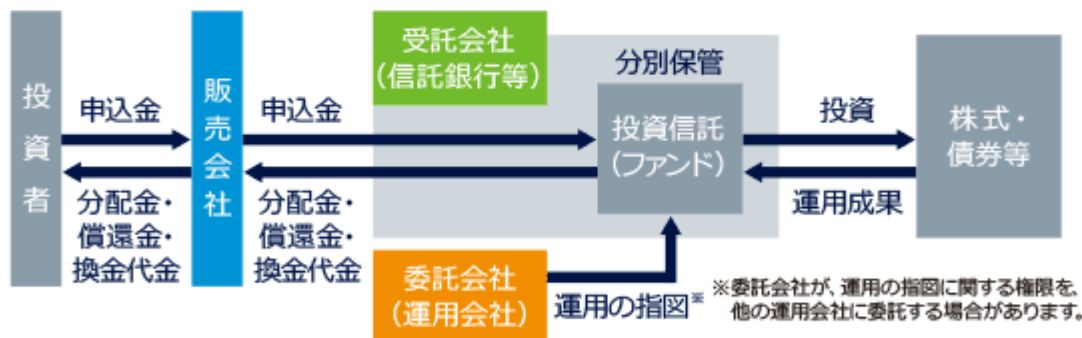 投資者
申込金
分配金・
償還金・
換金代金
販売会社
申込金
分配金・
償還金・
換金代金
受託会社
（信託銀行等）
分別保管
投資信託
（ファンド）
委託会社
（運用会社）
運用の指図※
投資
運用成果
株式・
債券等
※委託会社が、運用の指図に関する権限を、
他の運用会社に委託する場合があります。